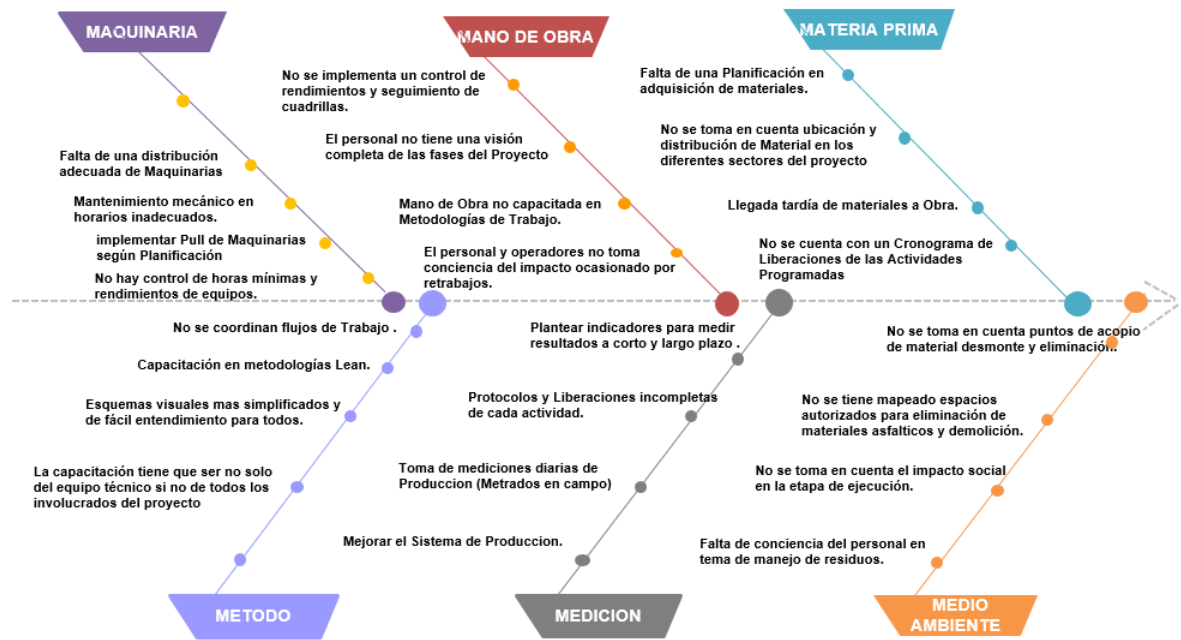 MAQUINARIA
MANO DE OBRA
MATERIA PRIMA
Falta de una distribución
adecuada de Maquinarias
Mantenimiento mecánico en
horarios inadecuados.
implementar Pull de Maquinarias
según Planificación
No hay control de horas mínimas y
rendimientos de equipos.
No se implementa un control de
rendimientos y seguimiento de
cuadrillas.
El personal no tiene una visión
completa de las fases del Proyecto
Mano de Obra no capacitada en
Metodologías de Trabajo.
El personal y operadores no toma
conciencia del impacto ocasionado por
retrabajos.
Falta de una Planificación en
adquisición de materiales.
No se toma en cuenta ubicación y
distribución de Material en los
diferentes sectores del proyecto
Llegada tardía de materiales a Obra.
No se cuenta con un Cronograma de
Liberaciones de las Actividades
Programadas
No se coordinan flujos de Trabajo .
Capacitación en metodologías Lean.
Esquemas visuales mas simplificados y
de fácil entendimiento para todos.
La capacitación tiene que ser no solo
del equipo técnico si no de todos los
involucrados del proyecto
Plantear indicadores para medir
resultados a corto y largo plazo .
Protocolos y Liberaciones incompletas
de cada actividad.
Toma de mediciones diarias de
Produccion (Metrados en campo)
Mejorar el Sistema de Produccion.
No se toma en cuenta puntos de acopio
de material desmonte y eliminación.
No se tiene mapeado espacios
autorizados para eliminación de
materiales asfalticos y demolición.
No se toma en cuenta el impacto social
en la etapa de ejecución.
Falta de conciencia del personal en
tema de manejo de residuos.
METODO
MEDICION
MEDIO
AMBIENTE